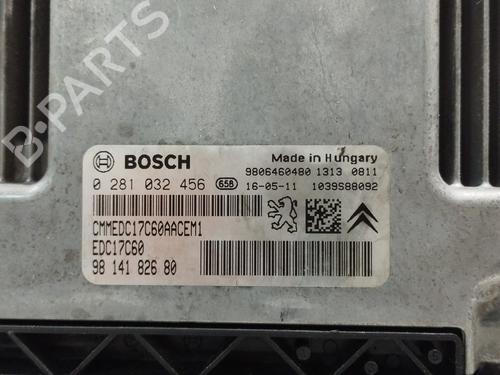 B-PARTS
BOSCH
Made in Hungary
9806460480 1313 0811
0 281 032 456 658 16-05-11 1039S88092
CMMEDC17C60AACEM1
EDC17C60
98 141 826 80